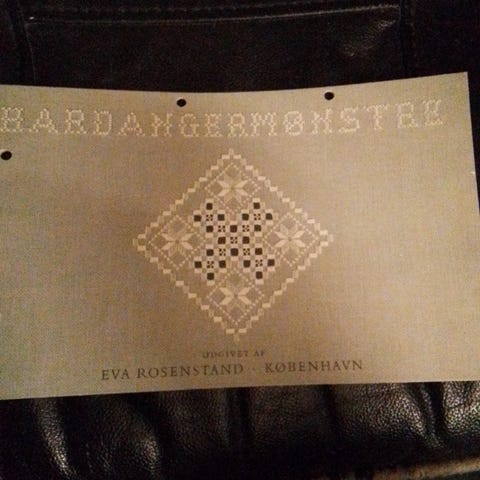 HARDANGERMØNSTRE
UDGIVET AF
EVA ROSENSTAND · KØBENHAVN